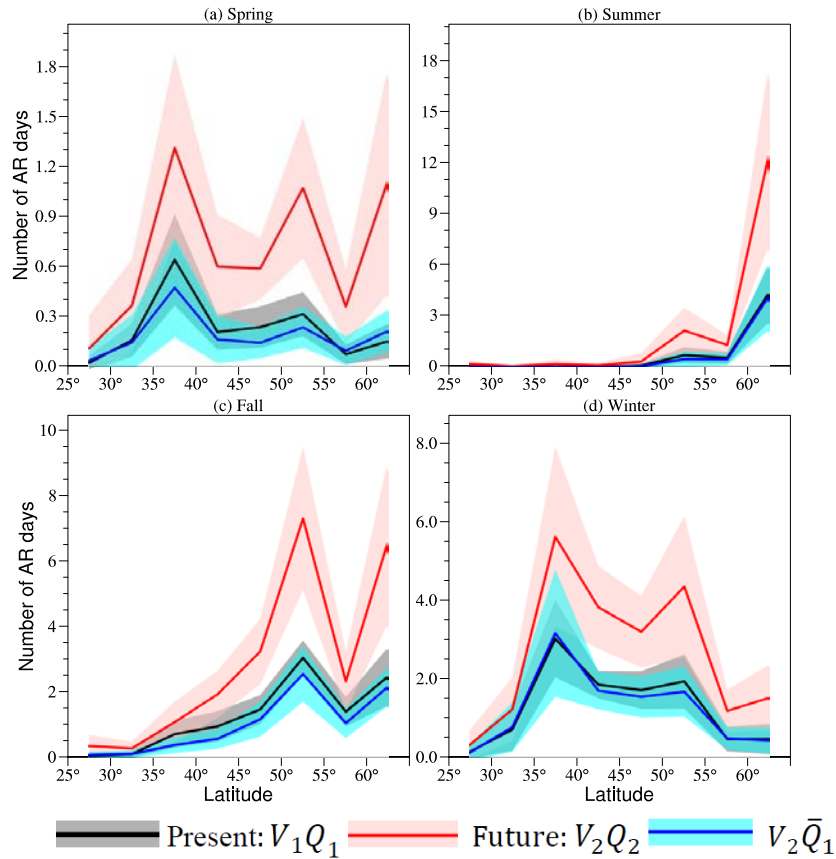 (a) Spring
(b) Summer
Number of AR days
1.8
1.5
1.2
0.9
0.6
0.3
0.0
18
15
12
9
6
3
0
25° 30° 35° 40° 45° 50° 55° 60°
25° 30° 35° 40° 45° 50° 55° 60°
(c) Fall
(d) Winter
Number of AR days
10
8
6
4
2
0
8.0
6.0
4.0
2.0
0.0
25° 30° 35° 40° 45° 50° 55° 60°
25° 30° 35° 40° 45° 50° 55° 60°
Latitude
Latitude
Present: V₁Q₁ Future: V₂Q₂ V₂Q̄₁